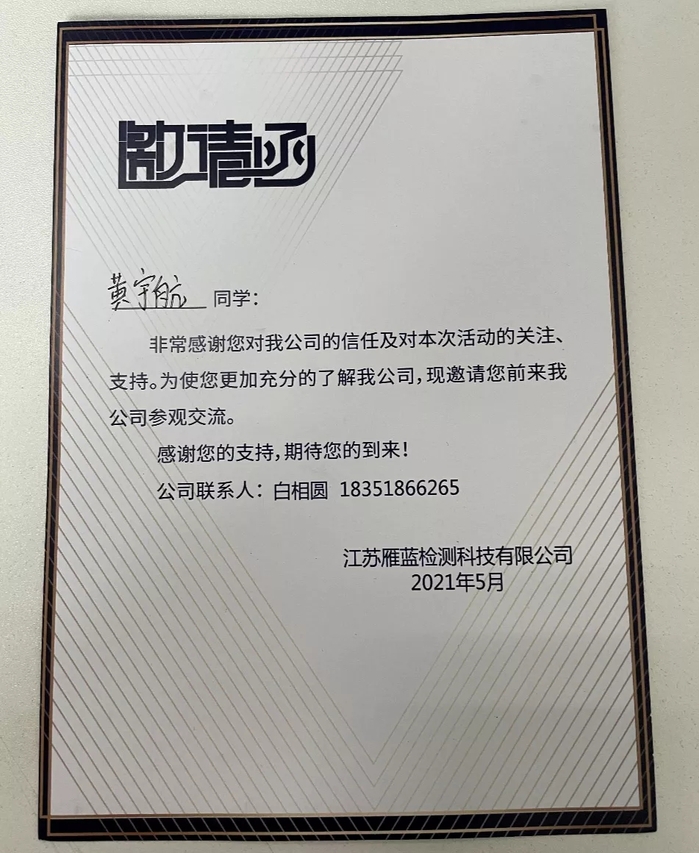 邀请函
黄宇航 同学：
非常感谢您对我公司的信任及对本次活动的关注、
支持。为使您更加充分的了解我公司，现邀请您前来我
公司参观交流。
感谢您的支持，期待您的到来！
公司联系人：白相圆 18351866265
江苏雁蓝检测科技有限公司
2021年5月